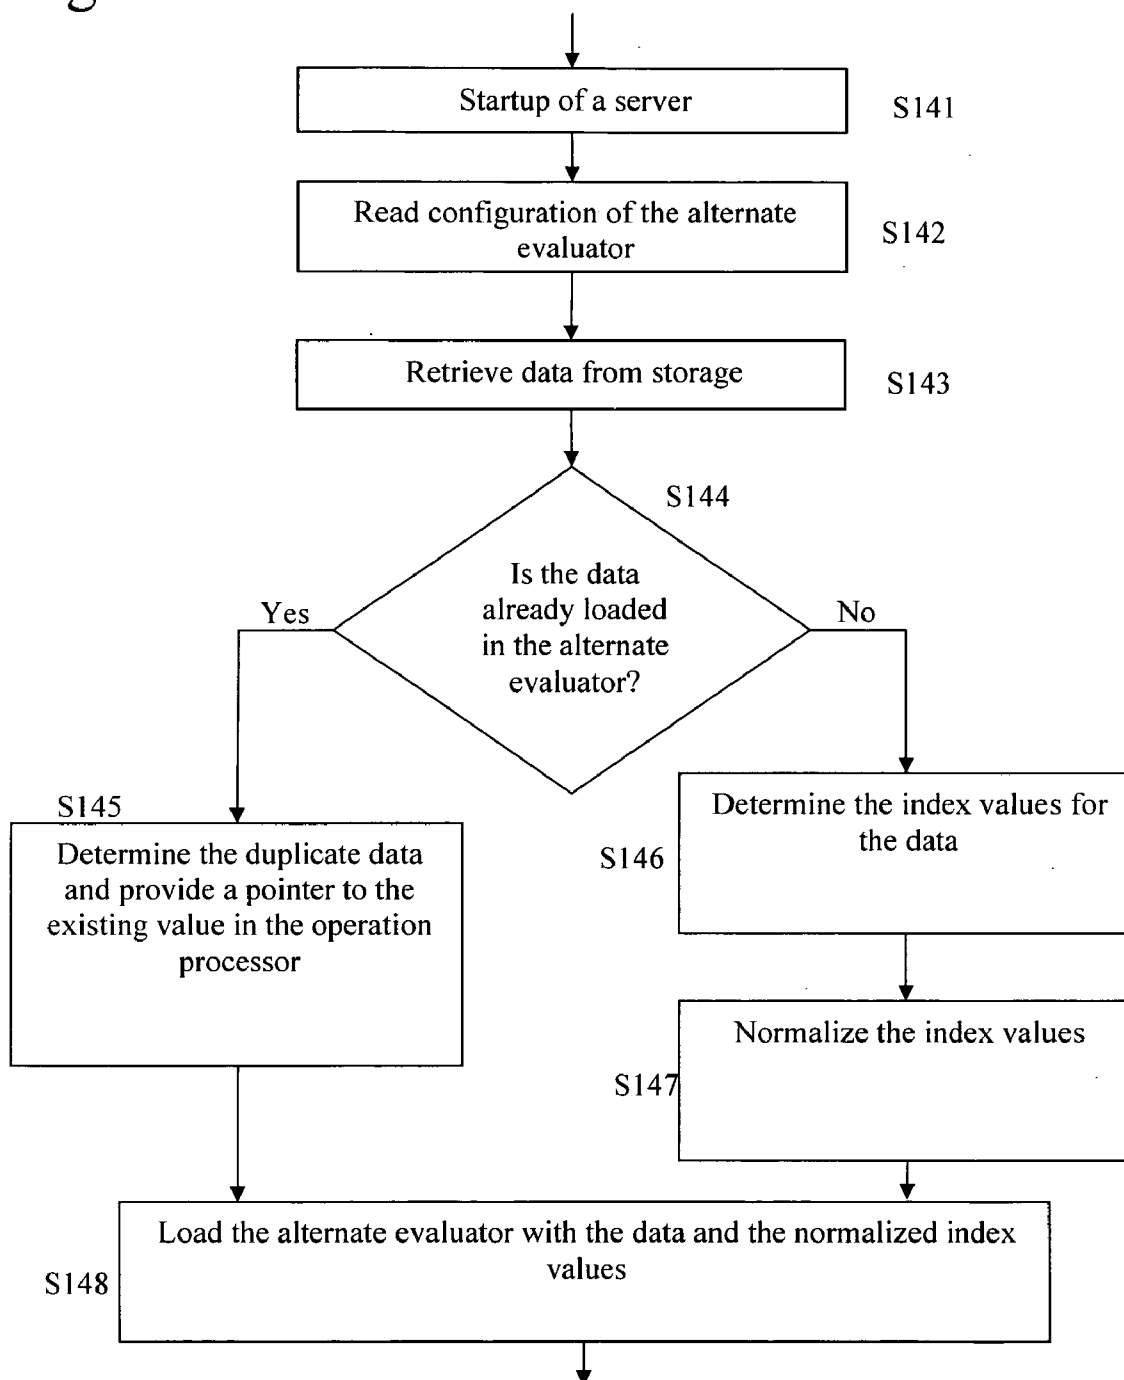 Startup of a server
S141
Read configuration of the alternate
evaluator
S142
Retrieve data from storage
S143
S144
Is the data
already loaded
in the alternate
evaluator?
Yes
No
S145
Determine the duplicate data
and provide a pointer to the
existing value in the operation
processor
Determine the index values for
the data
S146
Normalize the index values
S147
Load the alternate evaluator with the data and the normalized index
values
S148